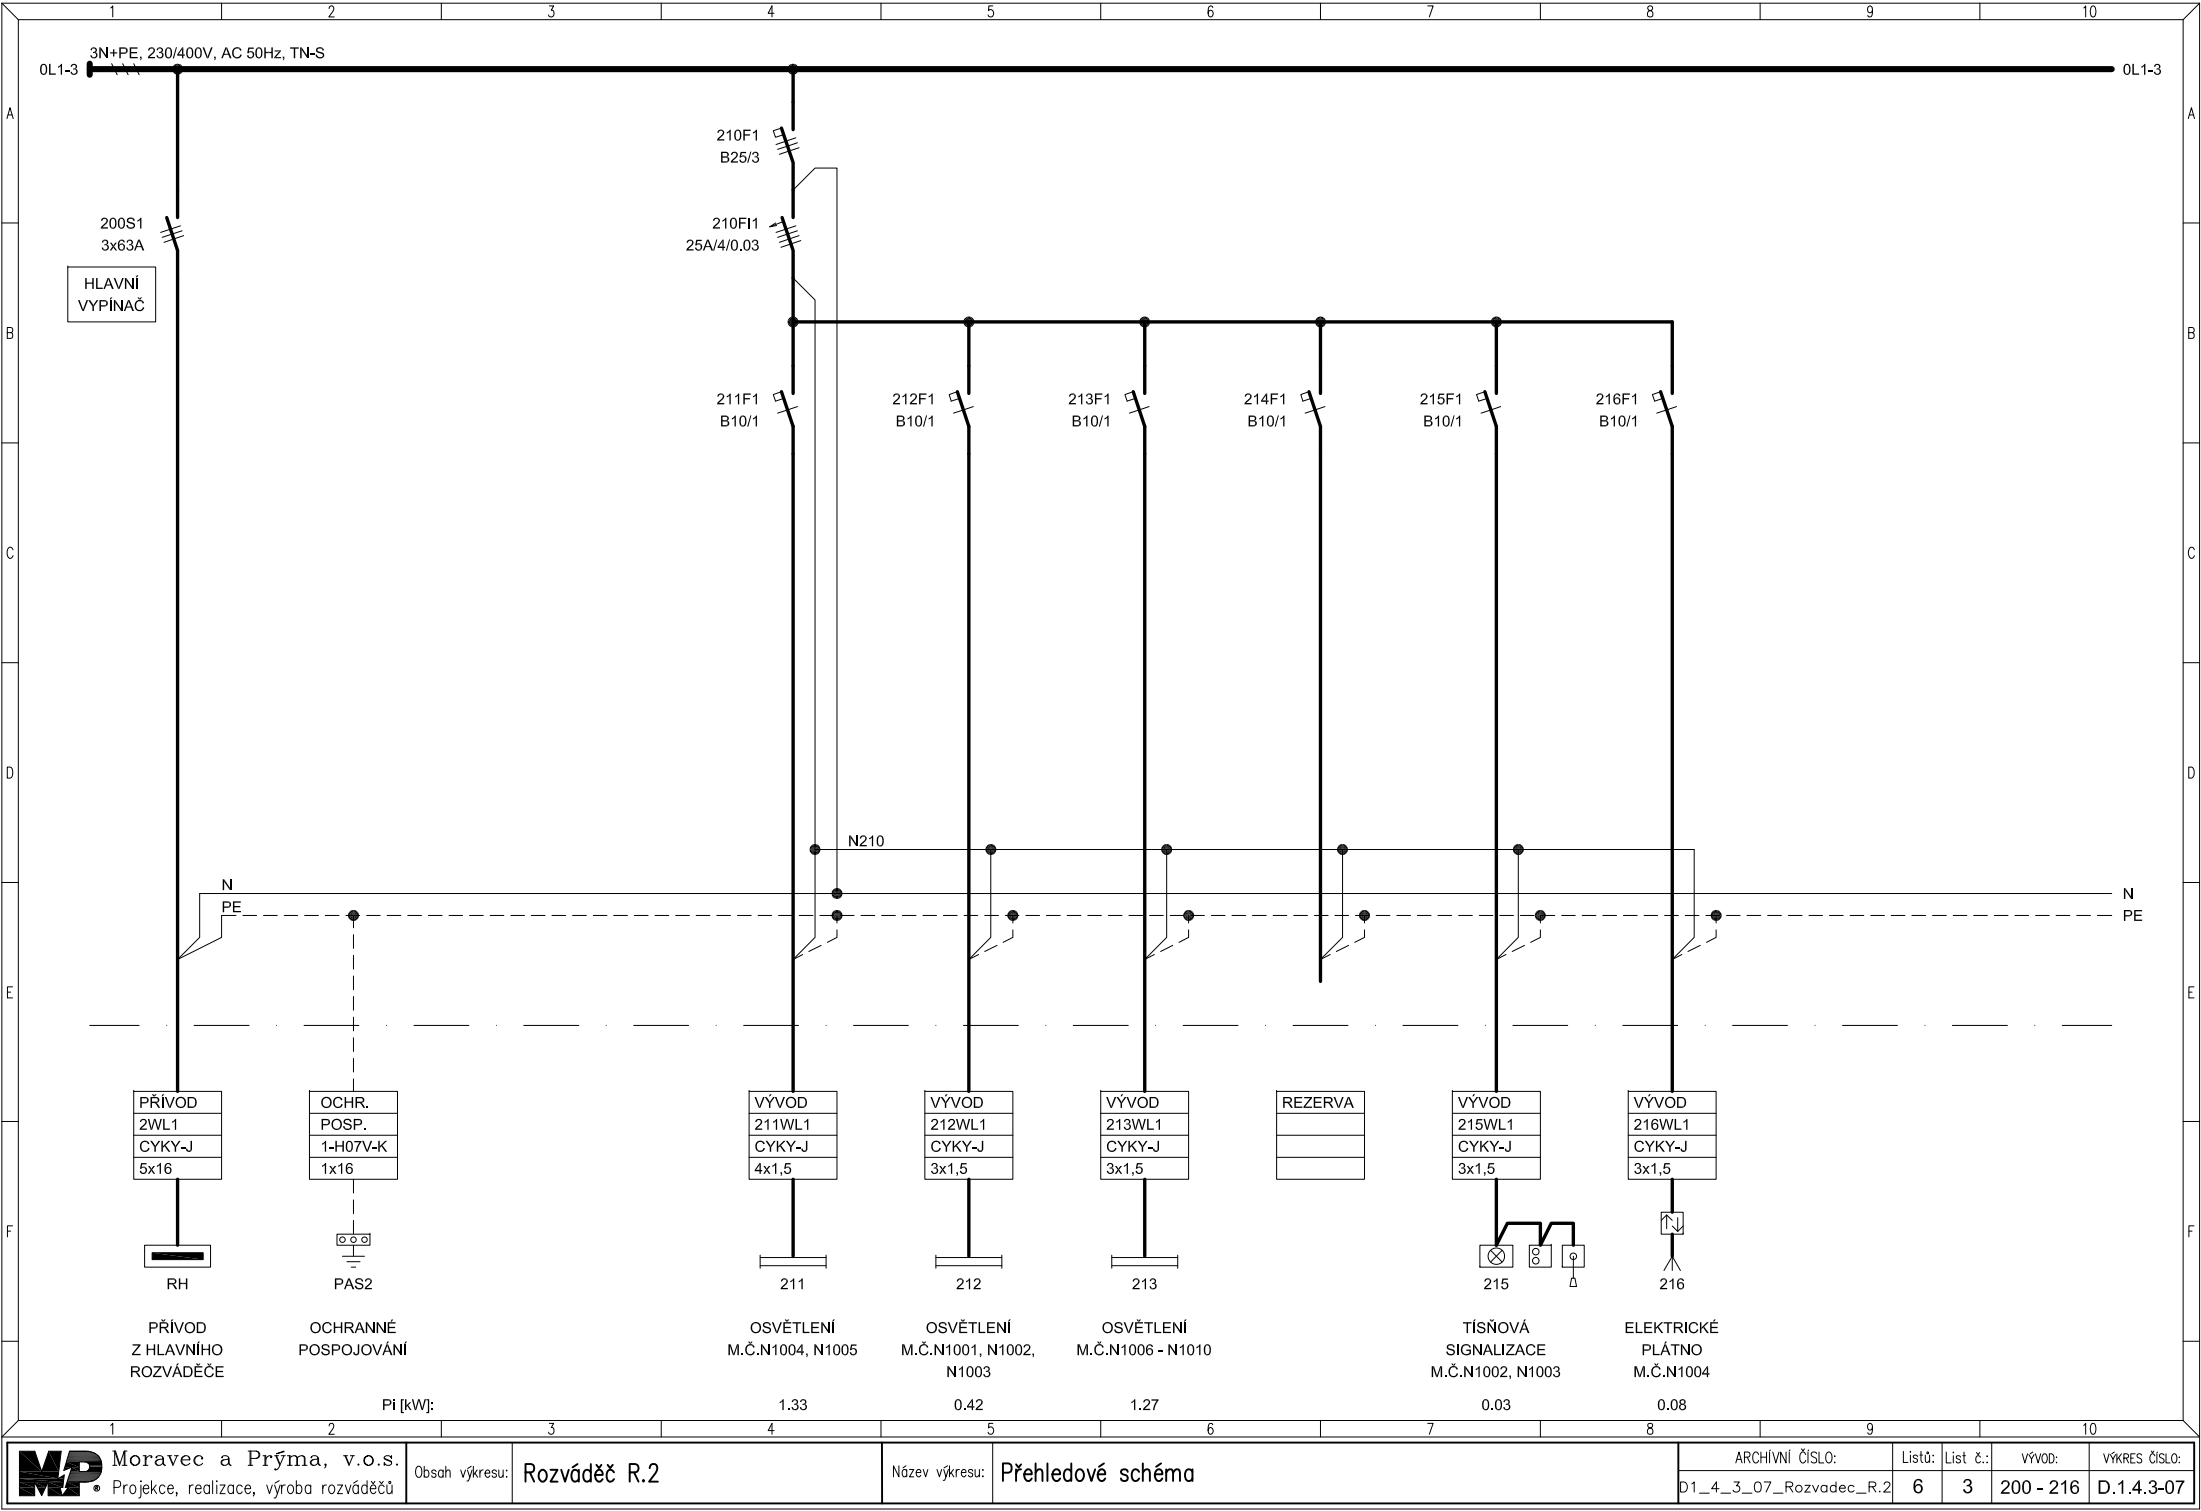 1 2 3 4 5 6 7 8 9 10
3N+PE, 230/400V, AC 50Hz, TN-S
0L1-3 0L1-3
A A
210F1
B25/3
200S1
3x63A
210FI1
25A/4/0.03
HLAVNÍ
VYPÍNAČ
B B
211F1 212F1 213F1 214F1 215F1 216F1
B10/1 B10/1 B10/1 B10/1 B10/1 B10/1
C C
D D
N210
N N
PE PE
E E
PŘÍVOD OCHR. VÝVOD VÝVOD VÝVOD REZERVA VÝVOD VÝVOD
2WL1 POSP. 211WL1 212WL1 213WL1 215WL1 216WL1
CYKY-J 1-H07V-K CYKY-J CYKY-J CYKY-J CYKY-J CYKY-J
5x16 1x16 4x1,5 3x1,5 3x1,5 3x1,5 3x1,5
F F
RH PAS2 211 212 213 215 216
PŘÍVOD OCHRANNÉ OSVĚTLENÍ OSVĚTLENÍ OSVĚTLENÍ TÍSŇOVÁ ELEKTRICKÉ
Z HLAVNÍHO POSPOJOVÁNÍ M.Č.N1004, N1005 M.Č.N1001, N1002, M.Č.N1006 - N1010 SIGNALIZACE PLÁTNO
ROZVÁDĚČE N1003 M.Č.N1002, N1003 M.Č.N1004
Pi [kW]: 1.33 0.42 1.27 0.03 0.08
1 2 3 4 5 6 7 8 9 10
MP Moravec a Prýma, v.o.s.
Projekce, realizace, výroba rozváděčů
Obsah výkresu: Rozváděč R.2
Název výkresu: Přehledové schéma
ARCHÍVNÍ ČÍSLO: Listů: List č.: VÝVOD: VÝKRES ČÍSLO:
D1_4_3_07_Rozvadec_R.2 6 3 200 - 216 D.1.4.3-07